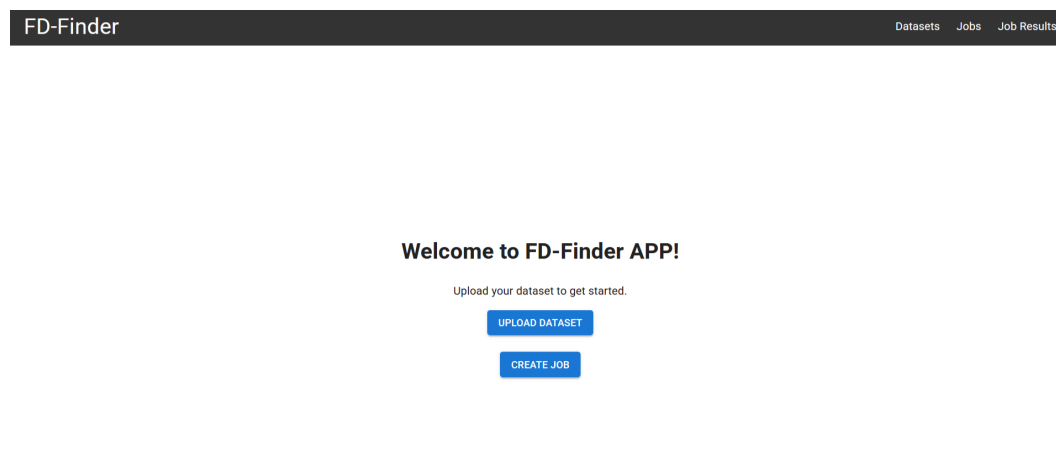 FD-Finder
Datasets Jobs Job Results
Welcome to FD-Finder APP!
Upload your dataset to get started.
UPLOAD DATASET
CREATE JOB